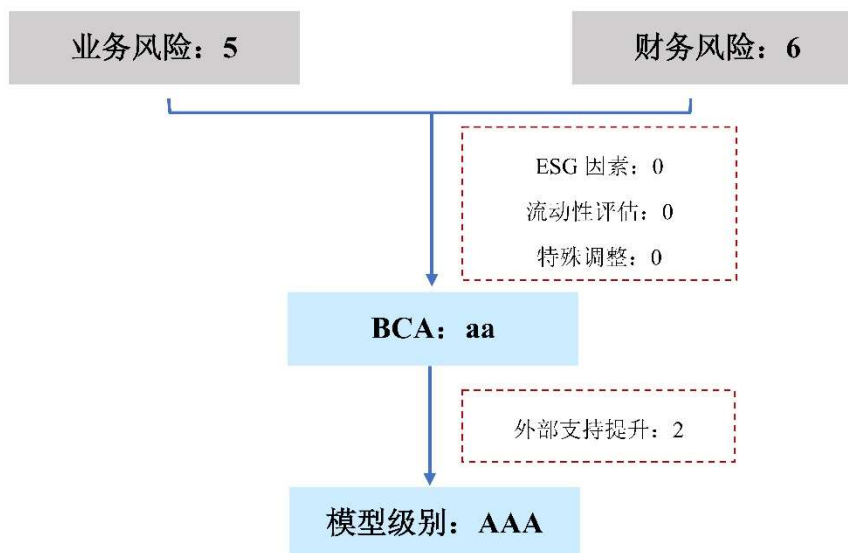 业务风险：5
财务风险：6
ESG 因素：0
流动性评估：0
特殊调整：0
BCA：aa
外部支持提升：2
模型级别：AAA